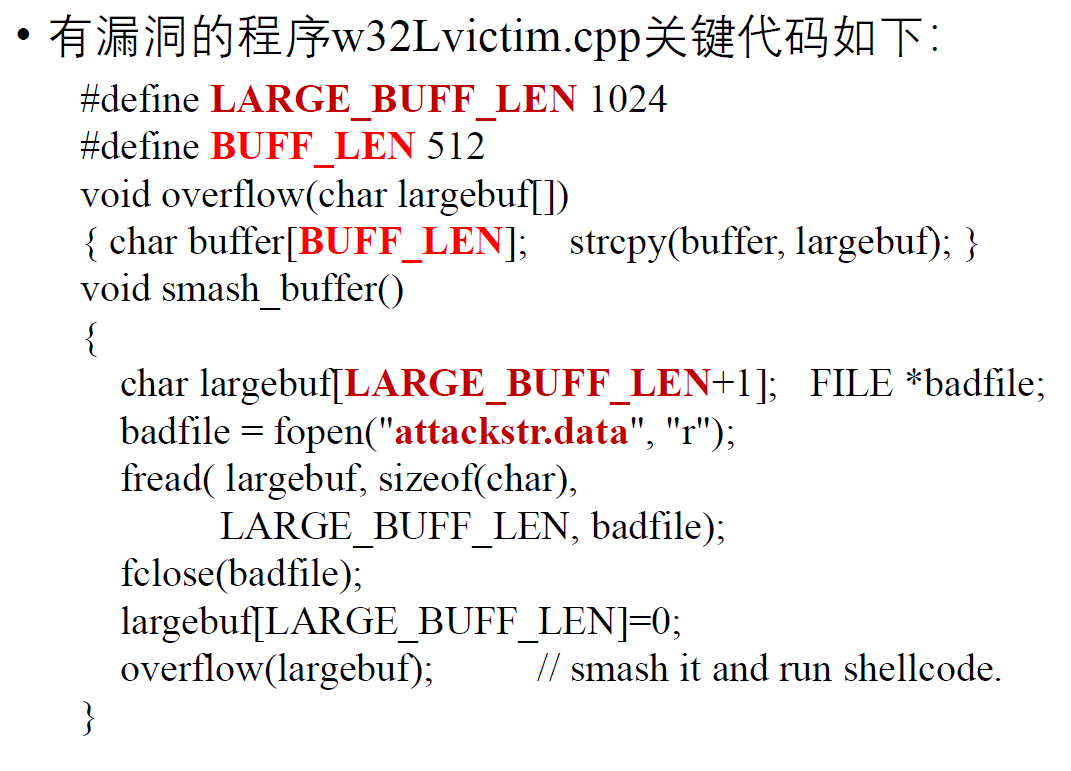 • 有漏洞的程序w32Lvictim.cpp关键代码如下：
#define LARGE_BUFF_LEN 1024
#define BUFF_LEN 512
void overflow(char largebuf[])
{ char buffer[BUFF_LEN]; strcpy(buffer, largebuf); }
void smash_buffer()
{
char largebuf[LARGE_BUFF_LEN+1]; FILE *badfile;
badfile = fopen("attackstr.data", "r");
fread( largebuf, sizeof(char),
LARGE_BUFF_LEN, badfile);
fclose(badfile);
largebuf[LARGE_BUFF_LEN]=0;
overflow(largebuf); // smash it and run shellcode.
}